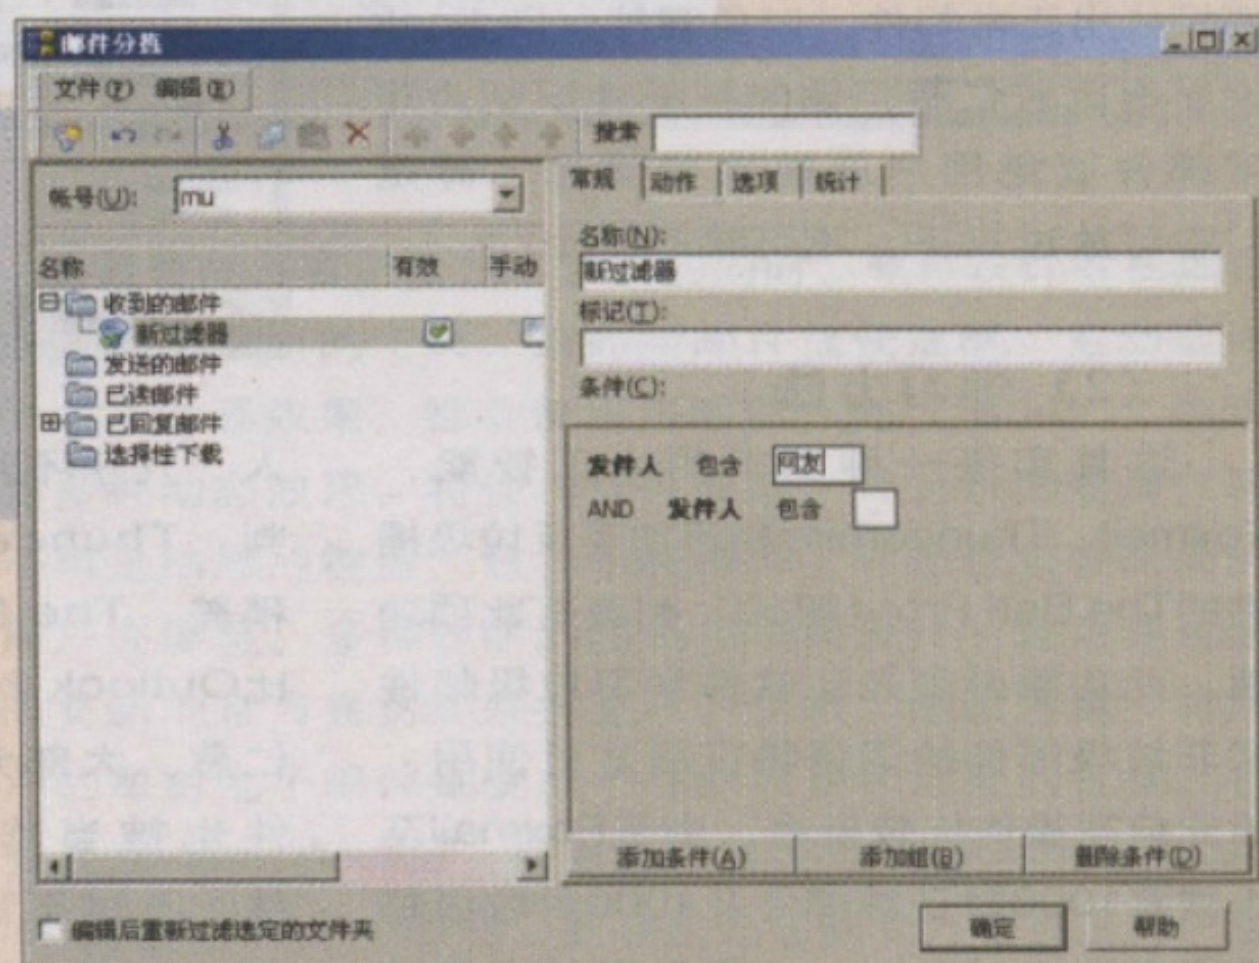 邮件分拣
文件(F) 编辑(E)
搜索
帐号(U): mu
常规 动作 选项 统计
名称 有效 手动
收到的邮件
新过滤器
发送的邮件
已读邮件
已回复邮件
选择性下载
名称(N):
新过滤器
标记(T):
条件(C):
发件人 包含 网友
AND 发件人 包含
添加条件(A) 添加组(B) 删除条件(D)
编辑后重新过滤选定的文件夹
确定 帮助